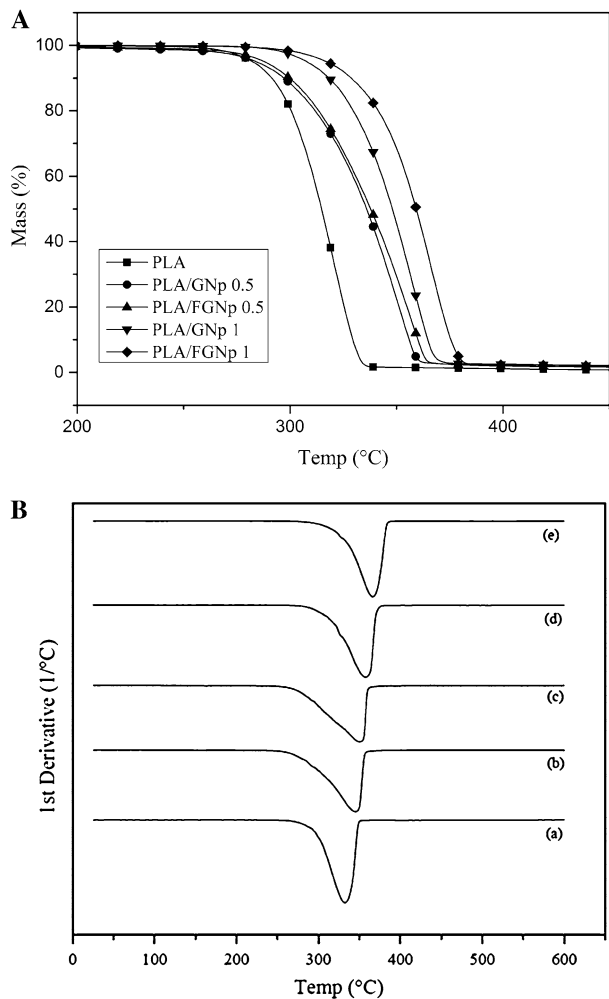 A
100
80
60
40
20
0
Mass (%)
PLA
PLA/GNp 0.5
PLA/FGNp 0.5
PLA/GNp 1
PLA/FGNp 1
200
300
400
Temp (°C)
B
1st Derivative (1/°C)
(e)
(d)
(c)
(b)
(a)
0
100
200
300
400
500
600
Temp (°C)